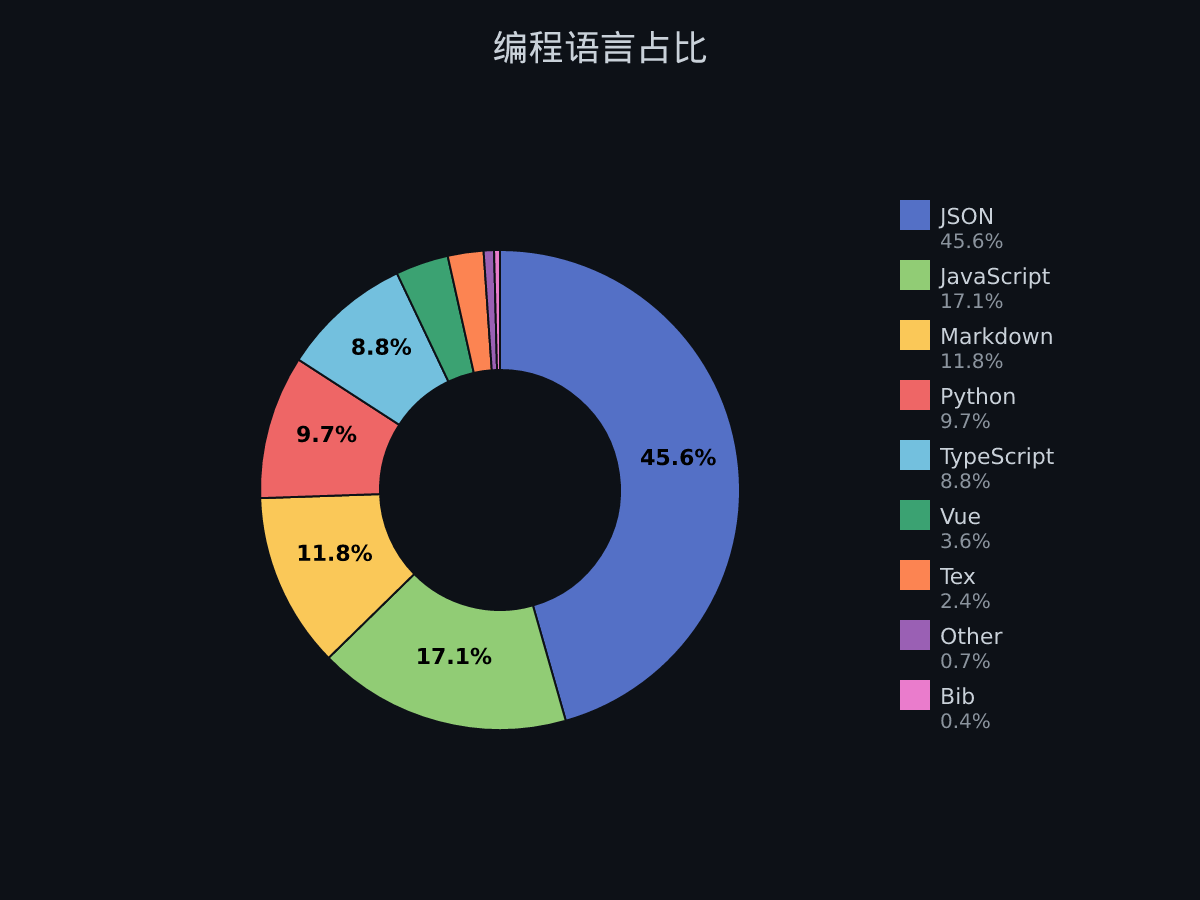 编程语言占比
JSON
45.6%
JavaScript
17.1%
Markdown
11.8%
Python
9.7%
TypeScript
8.8%
Vue
3.6%
Tex
2.4%
Other
0.7%
Bib
0.4%
8.8%
9.7%
45.6%
11.8%
17.1%